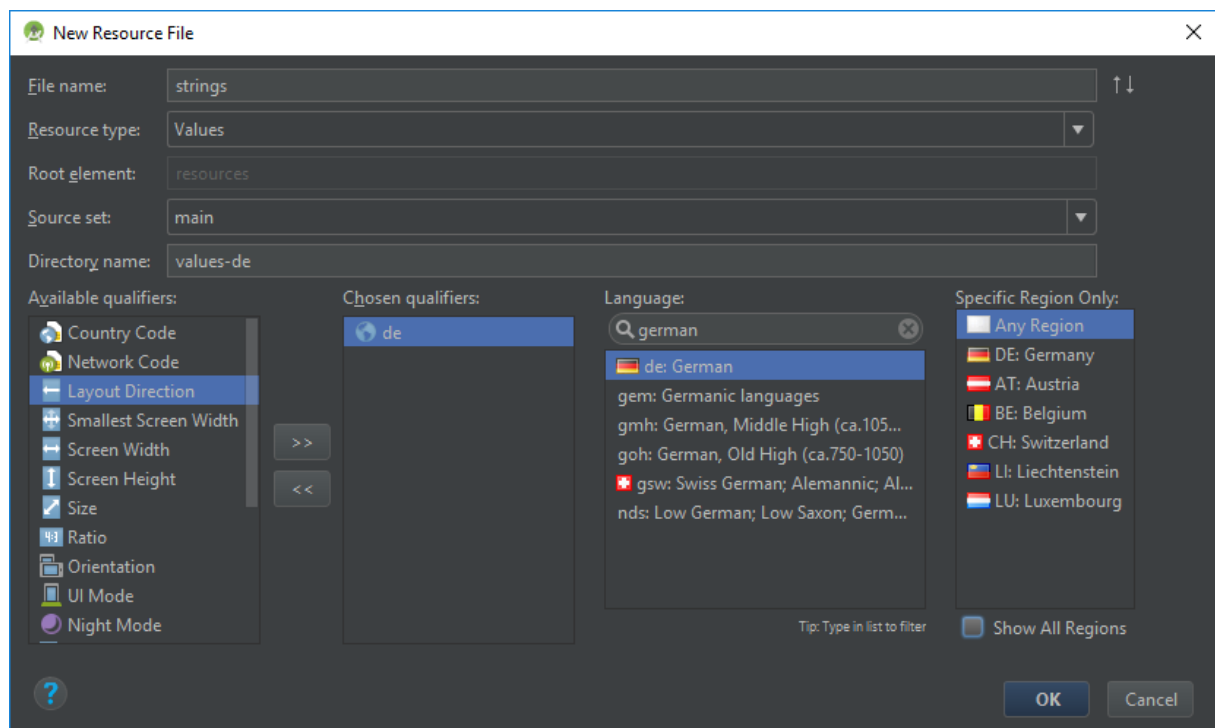 New Resource File
File name: strings
Resource type: Values
Root element: resources
Source set: main
Directory name: values-de
Available qualifiers:
Country Code
Network Code
Layout Direction
Smallest Screen Width
Screen Width
Screen Height
Size
Ratio
Orientation
UI Mode
Night Mode
>>
<<
Chosen qualifiers:
de
Language:
german
de: German
gem: Germanic languages
gmh: German, Middle High (ca.105...
goh: German, Old High (ca.750-1050)
gsw: Swiss German; Alemannic; Al...
nds: Low German; Low Saxon; Germ...
Tip: Type in list to filter
Specific Region Only:
Any Region
DE: Germany
AT: Austria
BE: Belgium
CH: Switzerland
LI: Liechtenstein
LU: Luxembourg
Show All Regions
?
OK
Cancel